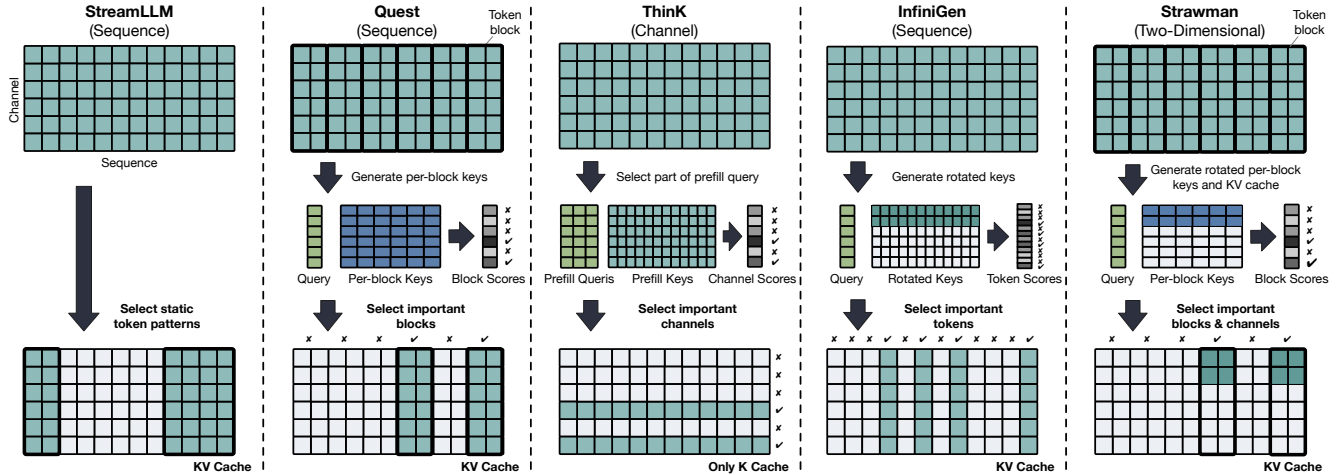 StreamLLM
(Sequence)
Channel
Sequence
Select static
token patterns
KV Cache
Quest
(Sequence)
Token
block
Generate per-block keys
Query
Per-block Keys
Block Scores
Select important
blocks
KV Cache
ThinK
(Channel)
Select part of prefill query
Prefill Queris
Prefill Keys
Channel Scores
Select important
channels
Only K Cache
InfiniGen
(Sequence)
Generate rotated keys
Query
Rotated Keys
Token Scores
Select important
tokens
KV Cache
Strawman
(Two-Dimensional)
Token
block
Generate rotated per-block
keys and KV cache
Query
Per-block Keys
Block Scores
Select important
blocks & channels
KV Cache